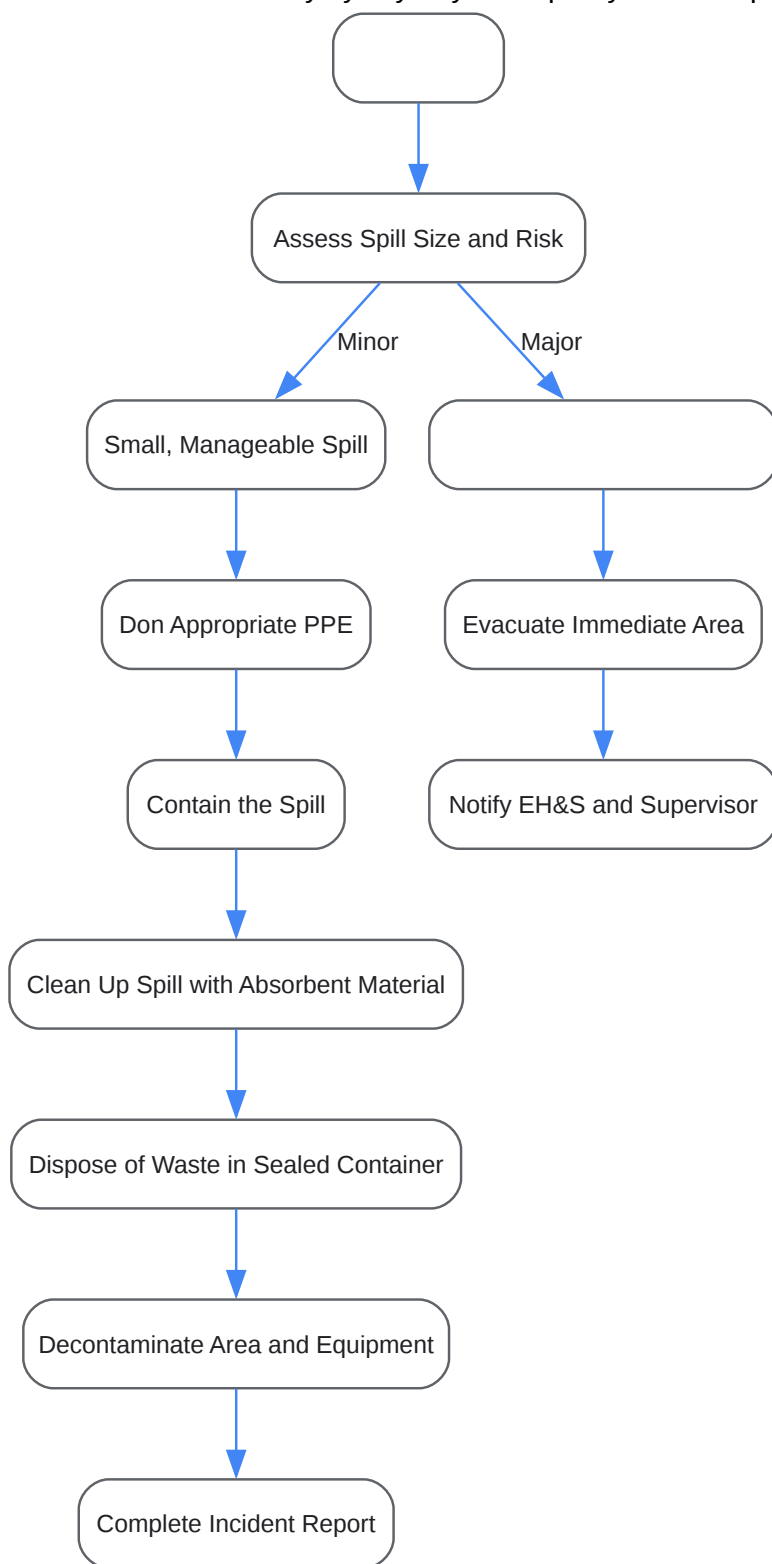 Assess Spill Size and Risk
Minor
Major
Small, Manageable Spill
Don Appropriate PPE
Evacuate Immediate Area
Contain the Spill
Notify EH&S and Supervisor
Clean Up Spill with Absorbent Material
Dispose of Waste in Sealed Container
Decontaminate Area and Equipment
Complete Incident Report